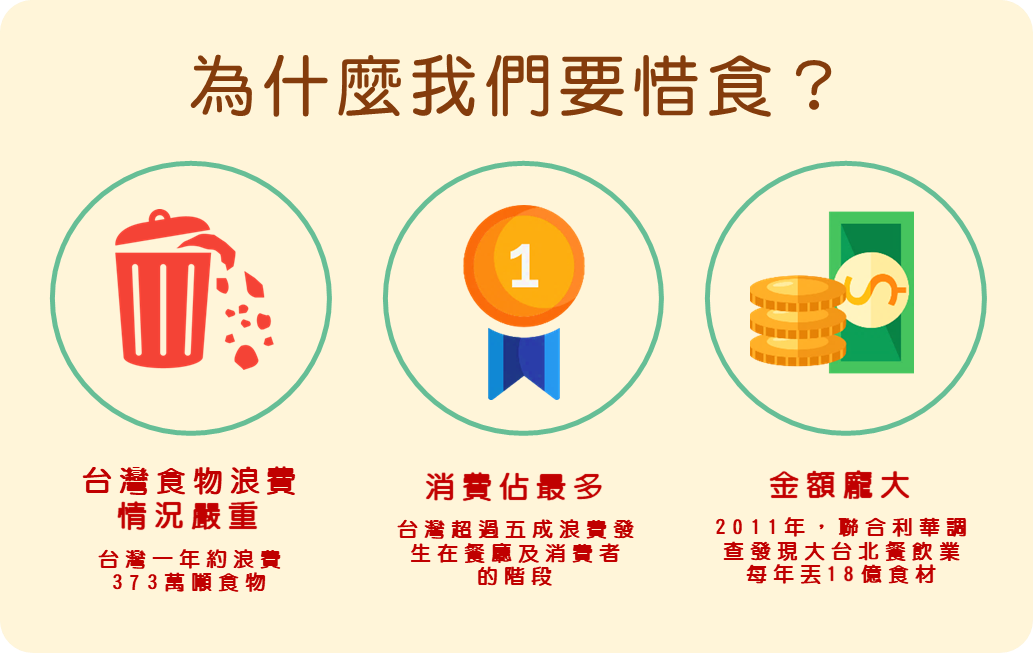 為什麼我們要惜食？
1
台灣食物浪費
情況嚴重
台灣一年約浪費
373萬噸食物
消費佔最多
台灣超過五成浪費發
生在餐廳及消費者
的階段
$
金額龐大
2011年，聯合利華調
查發現大台北餐飲業
每年丟18億食材